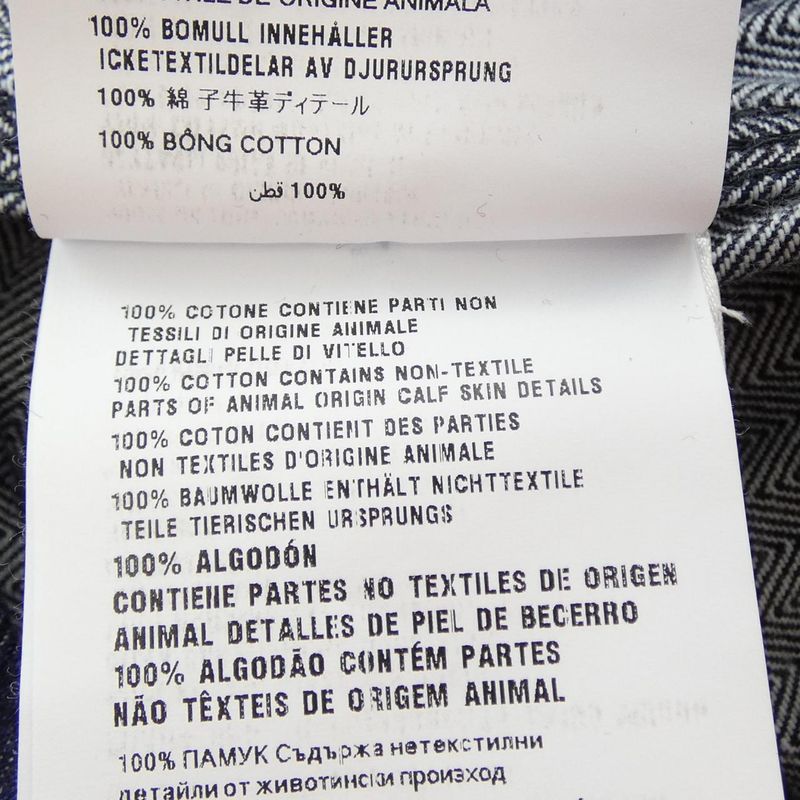 DE ORIGINE ANIMALA
100% BOMULL INNEHÅLLER
ICKETEXTILDELAR AV DJURURSPRUNG
100% 綿 子牛革ディテール
100% BÔNG COTTON
100% قطن
100% COTONE CONTIENE PARTI NON
TESSILI DI ORIGINE ANIMALE
DETTAGLI PELLE DI VITELLO
100% COTTON CONTAINS NON-TEXTILE
PARTS OF ANIMAL ORIGIN CALF SKIN DETAILS
100% COTON CONTIENT DES PARTIES
NON TEXTILES D'ORIGINE ANIMALE
100% BAUMWOLLE ENTHÄLT NICHTTEXTILE
TEILE TIERISCHEN URSPRUNGS
100% ALGODÓN
CONTIENE PARTES NO TEXTILES DE ORIGEN
ANIMAL DETALLES DE PIEL DE BECERRO
100% ALGODÃO CONTÉM PARTES
NÃO TÊXTEIS DE ORIGEM ANIMAL
100% ПАМУК Съдържа нетекстилни
детайли от животински произход